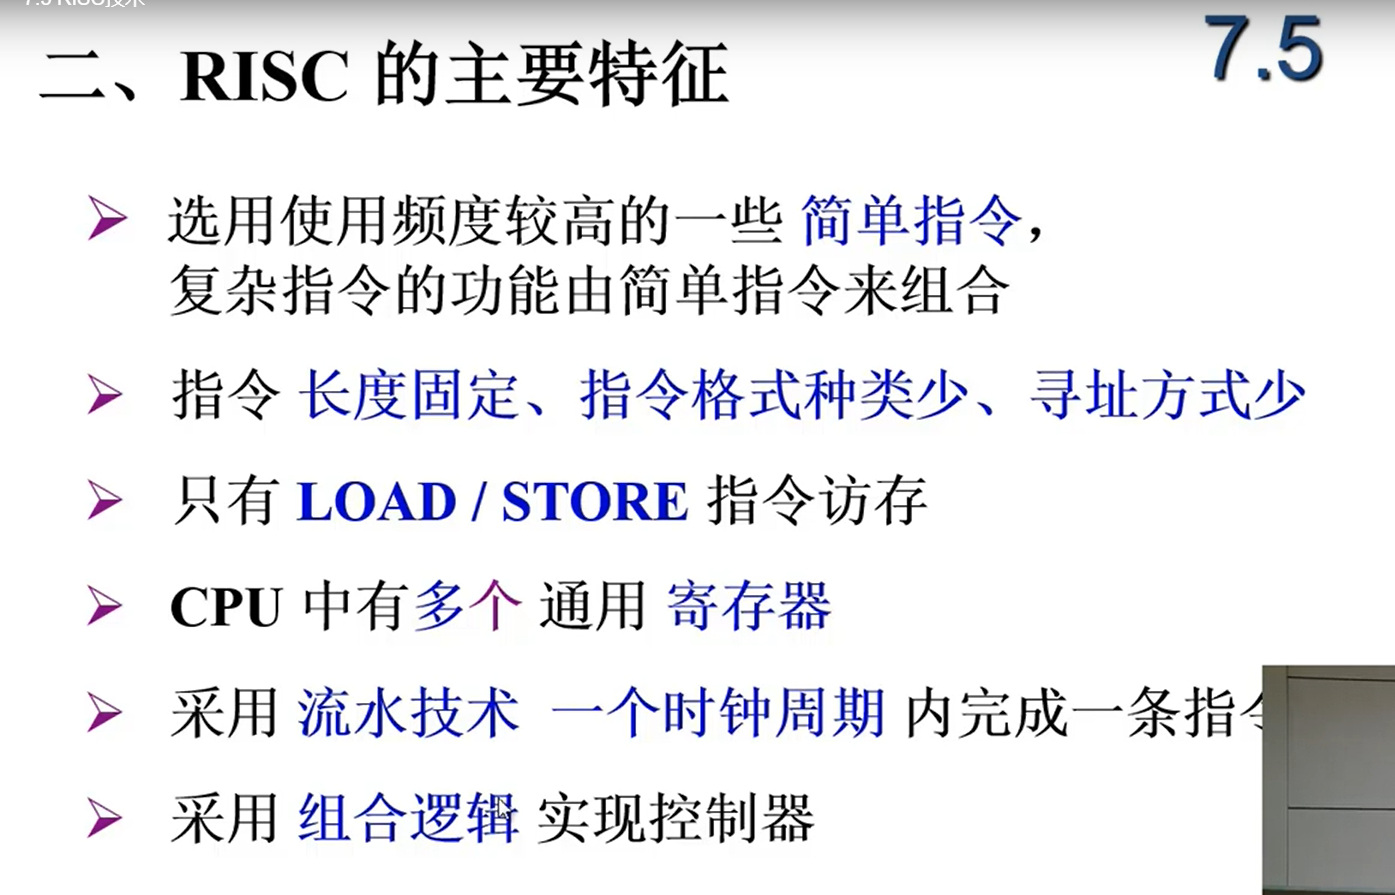 7.5 RISC技术
7.5
二、RISC 的主要特征
选用使用频度较高的一些 简单指令，
复杂指令的功能由简单指令来组合
指令 长度固定、指令格式种类少、寻址方式少
只有 LOAD / STORE 指令访存
CPU 中有多个 通用 寄存器
采用 流水技术 一个时钟周期 内完成一条指令
采用 组合逻辑 实现控制器